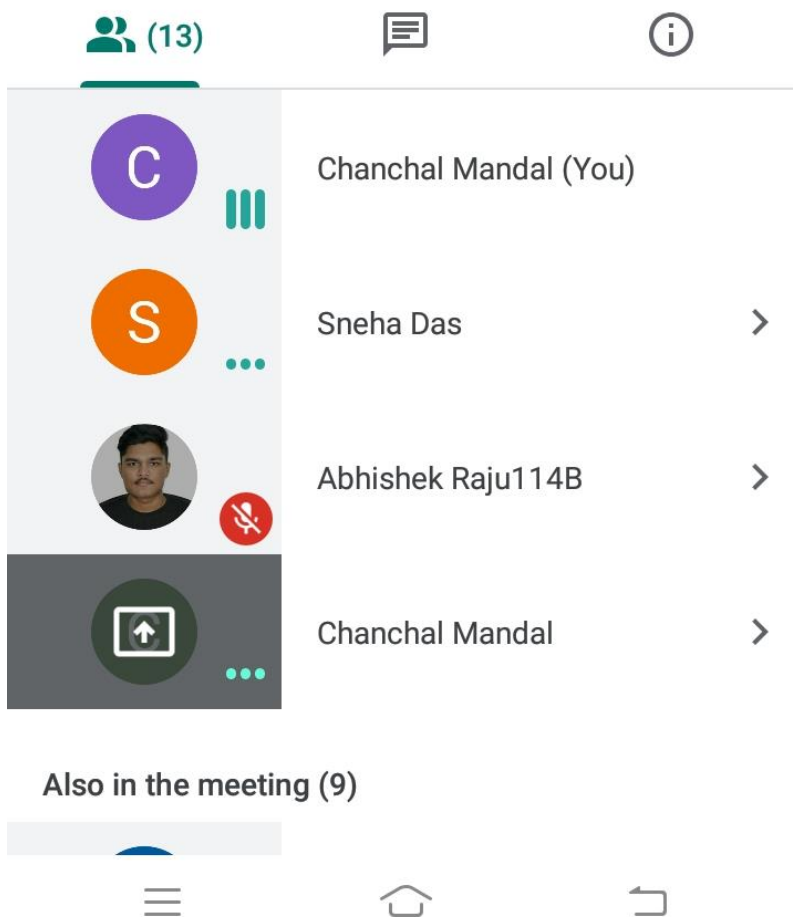 (13)
C
Chanchal Mandal (You)
S
Sneha Das
Abhishek Raju114B
C
Chanchal Mandal
Also in the meeting (9)